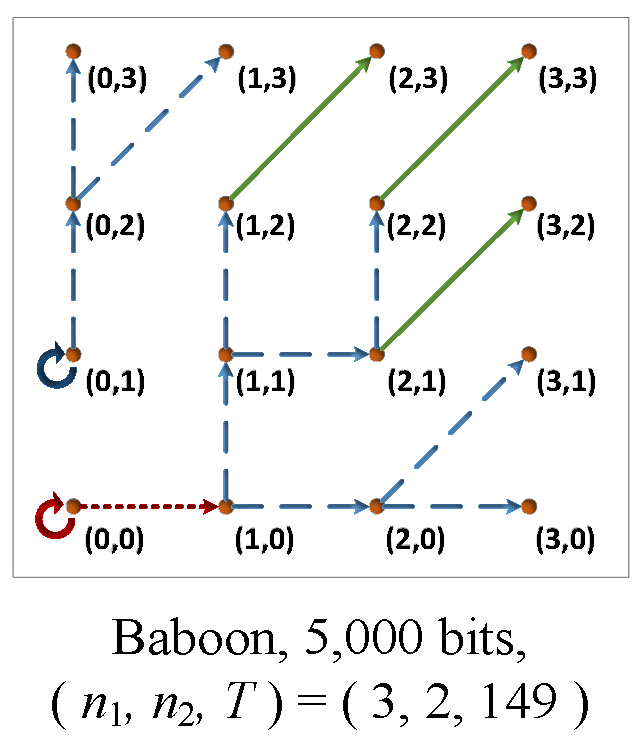 (0,3) (1,3) (2,3) (3,3)
(0,2) (1,2) (2,2) (3,2)
(0,1) (1,1) (2,1) (3,1)
(0,0) (1,0) (2,0) (3,0)
Baboon, 5,000 bits,
( n₁, n₂, T ) = ( 3, 2, 149 )